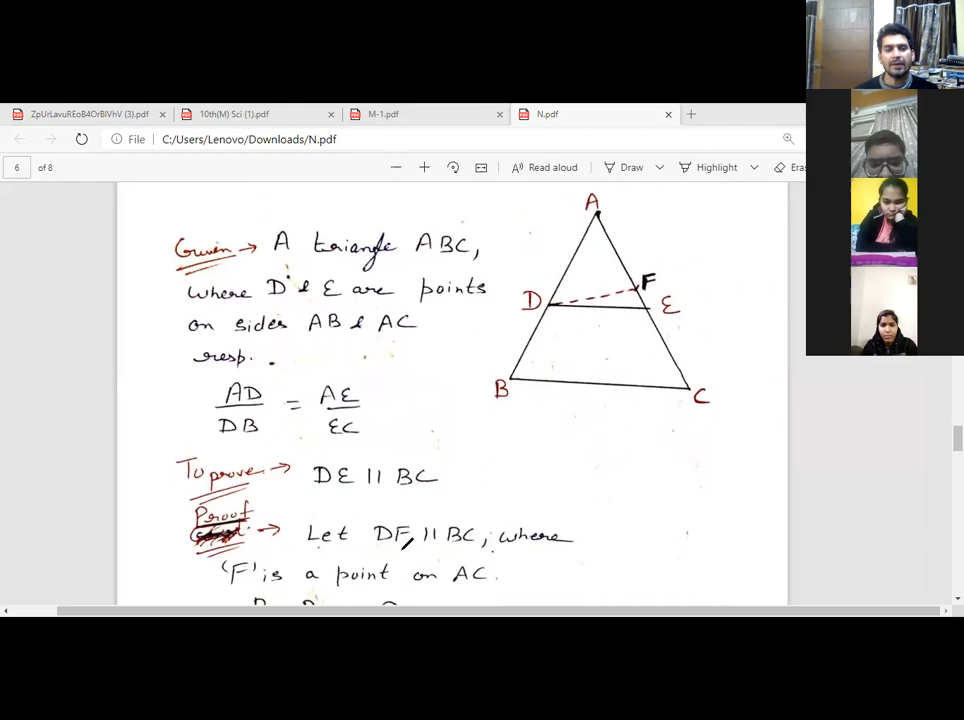 ZpUrLavuREoB4OrBIVhV (3).pdf
10th(M) Sci (1).pdf
M-1.pdf
N.pdf
File
C:/Users/Lenovo/Downloads/N.pdf
6 of 8
Read aloud
Draw
Highlight
Eras
Given → A triangle ABC,
where D & E are points
on sides AB & AC
resp.
AD/DB = AE/EC
To prove → DE || BC
Proof
→ Let DF || BC, where
'F' is a point on AC.
A
F
D
E
B
C